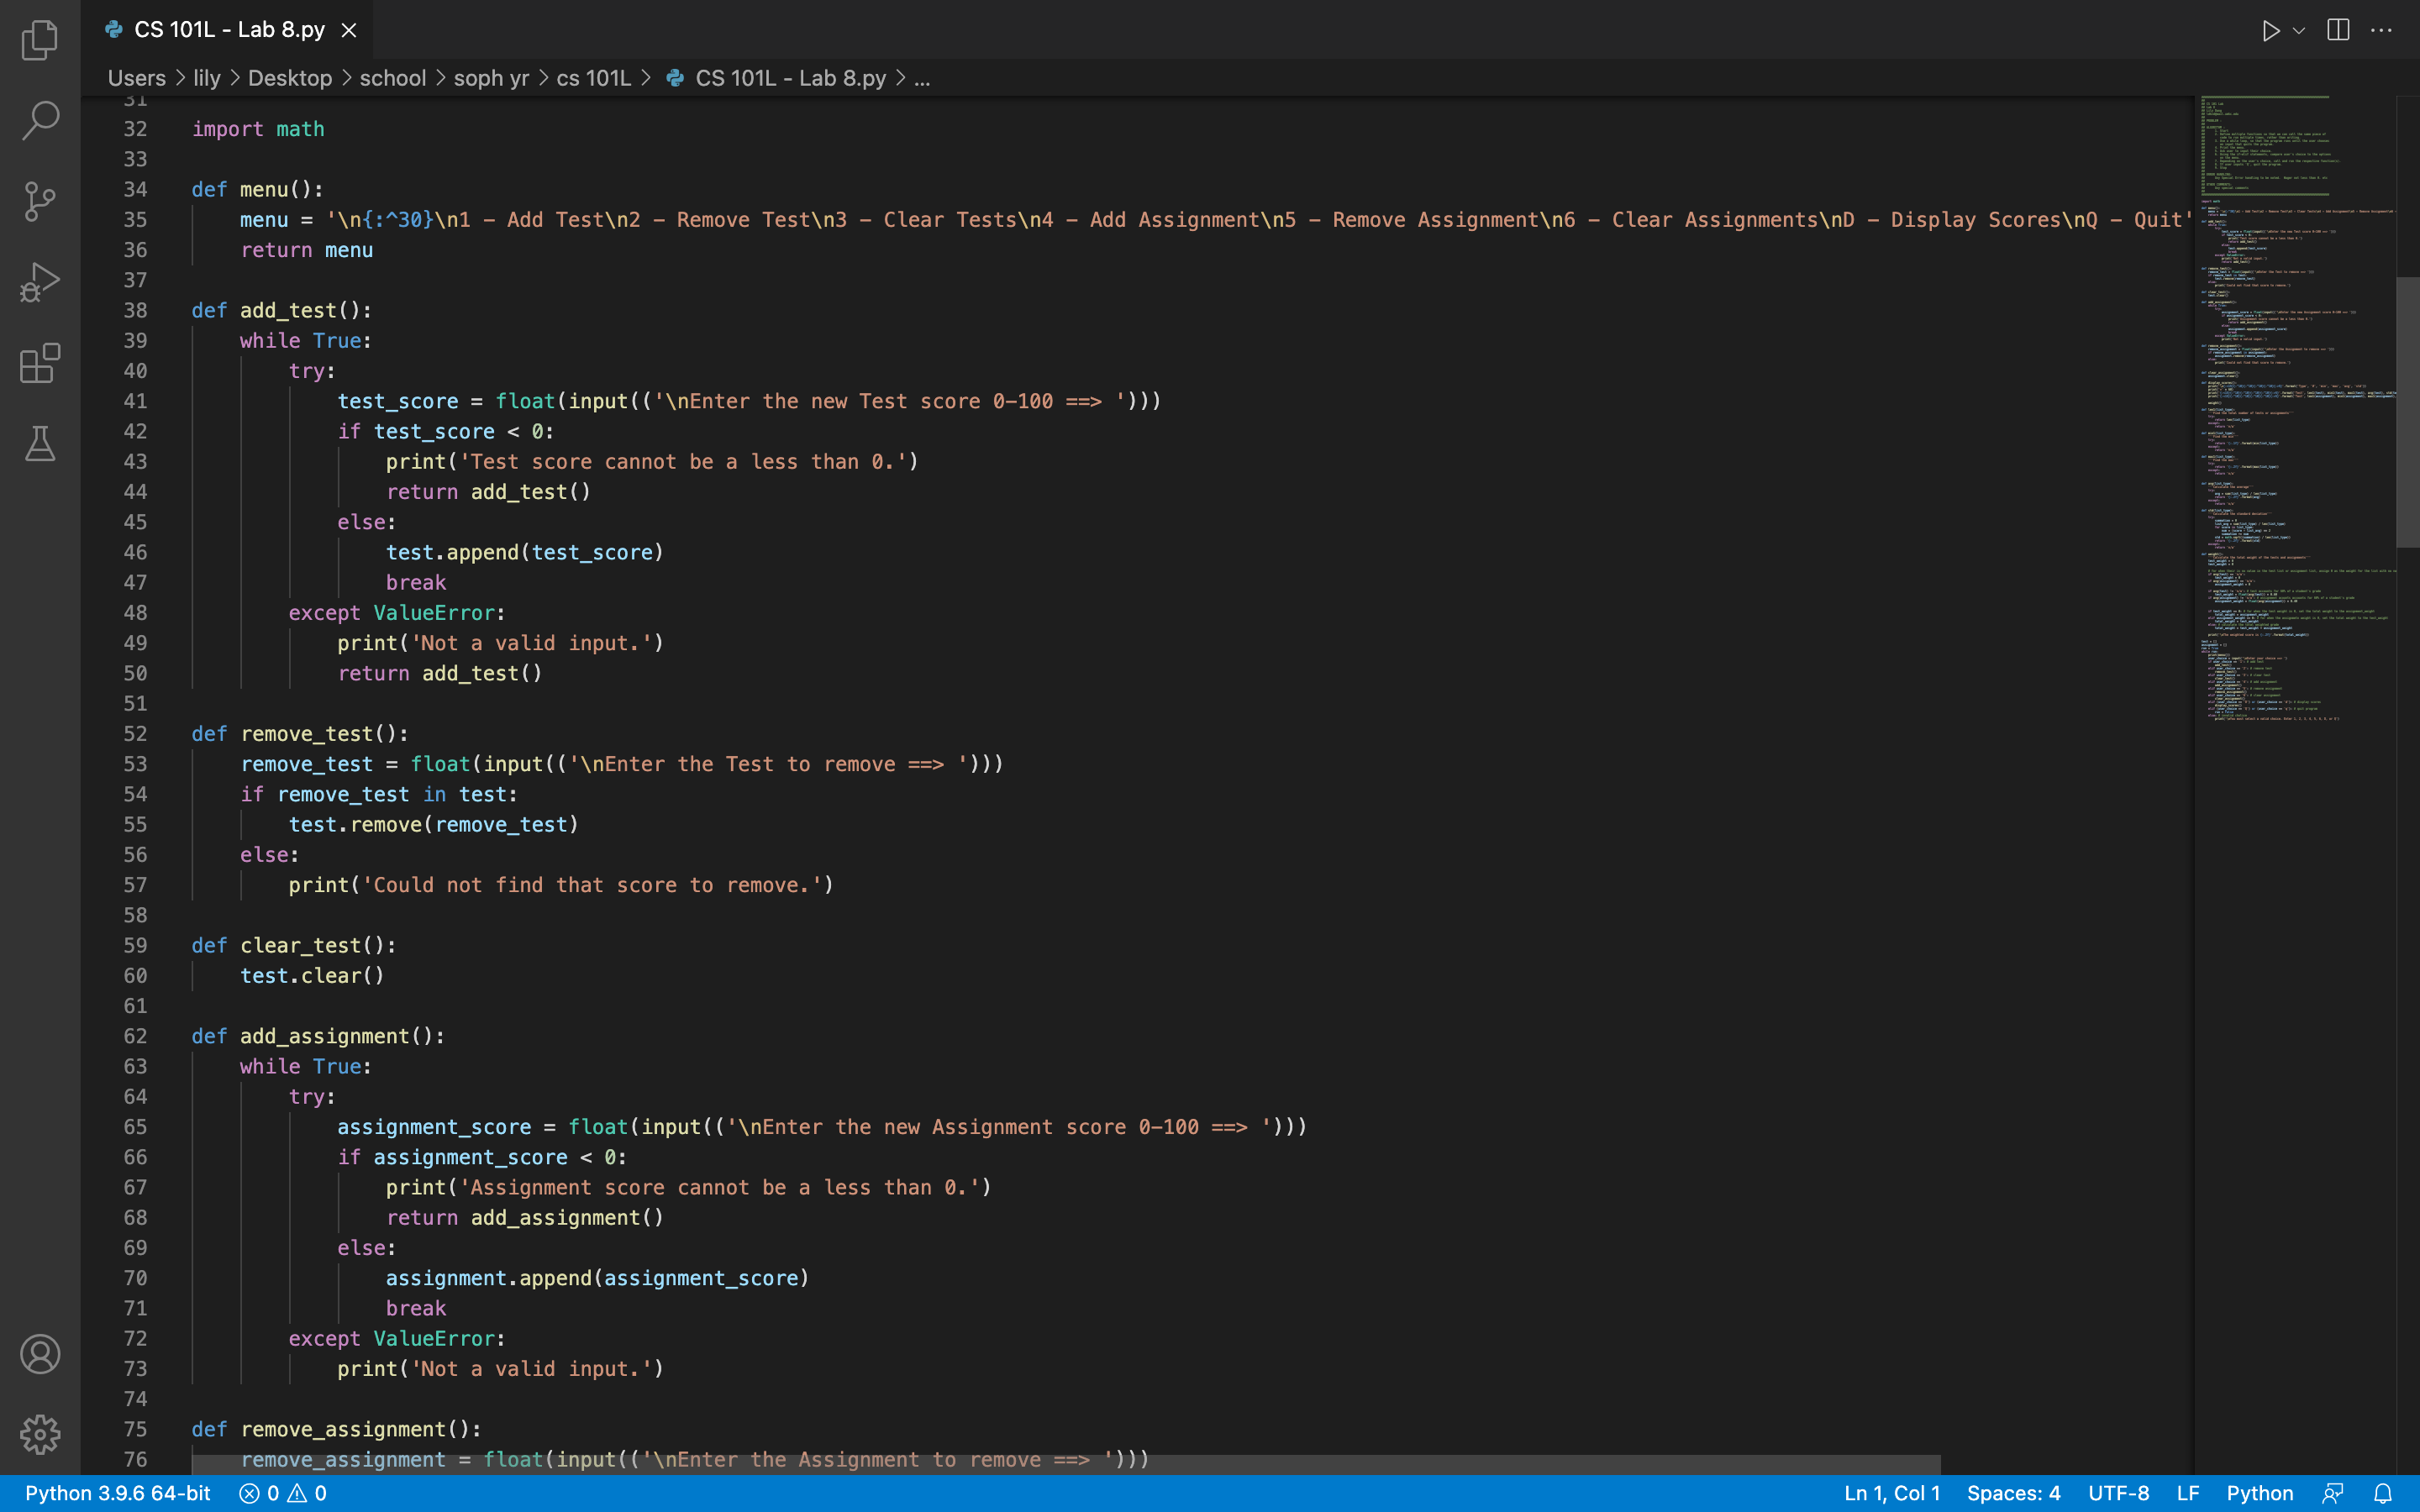 CS 101L - Lab 8.py
Users > lily > Desktop > school > soph yr > cs 101L > CS 101L - Lab 8.py > ...
31
32 import math
33
34 def menu():
35     menu = '\n{:^30}\n1 - Add Test\n2 - Remove Test\n3 - Clear Tests\n4 - Add Assignment\n5 - Remove Assignment\n6 - Clear Assignments\nD - Display Scores\nQ - Quit'
36     return menu
37
38 def add_test():
39     while True:
40         try:
41             test_score = float(input(('\nEnter the new Test score 0-100 ==> ')))
42             if test_score < 0:
43                 print('Test score cannot be a less than 0.')
44                 return add_test()
45             else:
46                 test.append(test_score)
47                 break
48         except ValueError:
49             print('Not a valid input.')
50             return add_test()
51
52 def remove_test():
53     remove_test = float(input(('\nEnter the Test to remove ==> ')))
54     if remove_test in test:
55         test.remove(remove_test)
56     else:
57         print('Could not find that score to remove.')
58
59 def clear_test():
60     test.clear()
61
62 def add_assignment():
63     while True:
64         try:
65             assignment_score = float(input(('\nEnter the new Assignment score 0-100 ==> ')))
66             if assignment_score < 0:
67                 print('Assignment score cannot be a less than 0.')
68                 return add_assignment()
69             else:
70                 assignment.append(assignment_score)
71                 break
72         except ValueError:
73             print('Not a valid input.')
74
75 def remove_assignment():
76     remove_assignment = float(input(('\nEnter the Assignment to remove ==> ')))
Python 3.9.6 64-bit 0 0 Ln 1, Col 1 Spaces: 4 UTF-8 LF Python